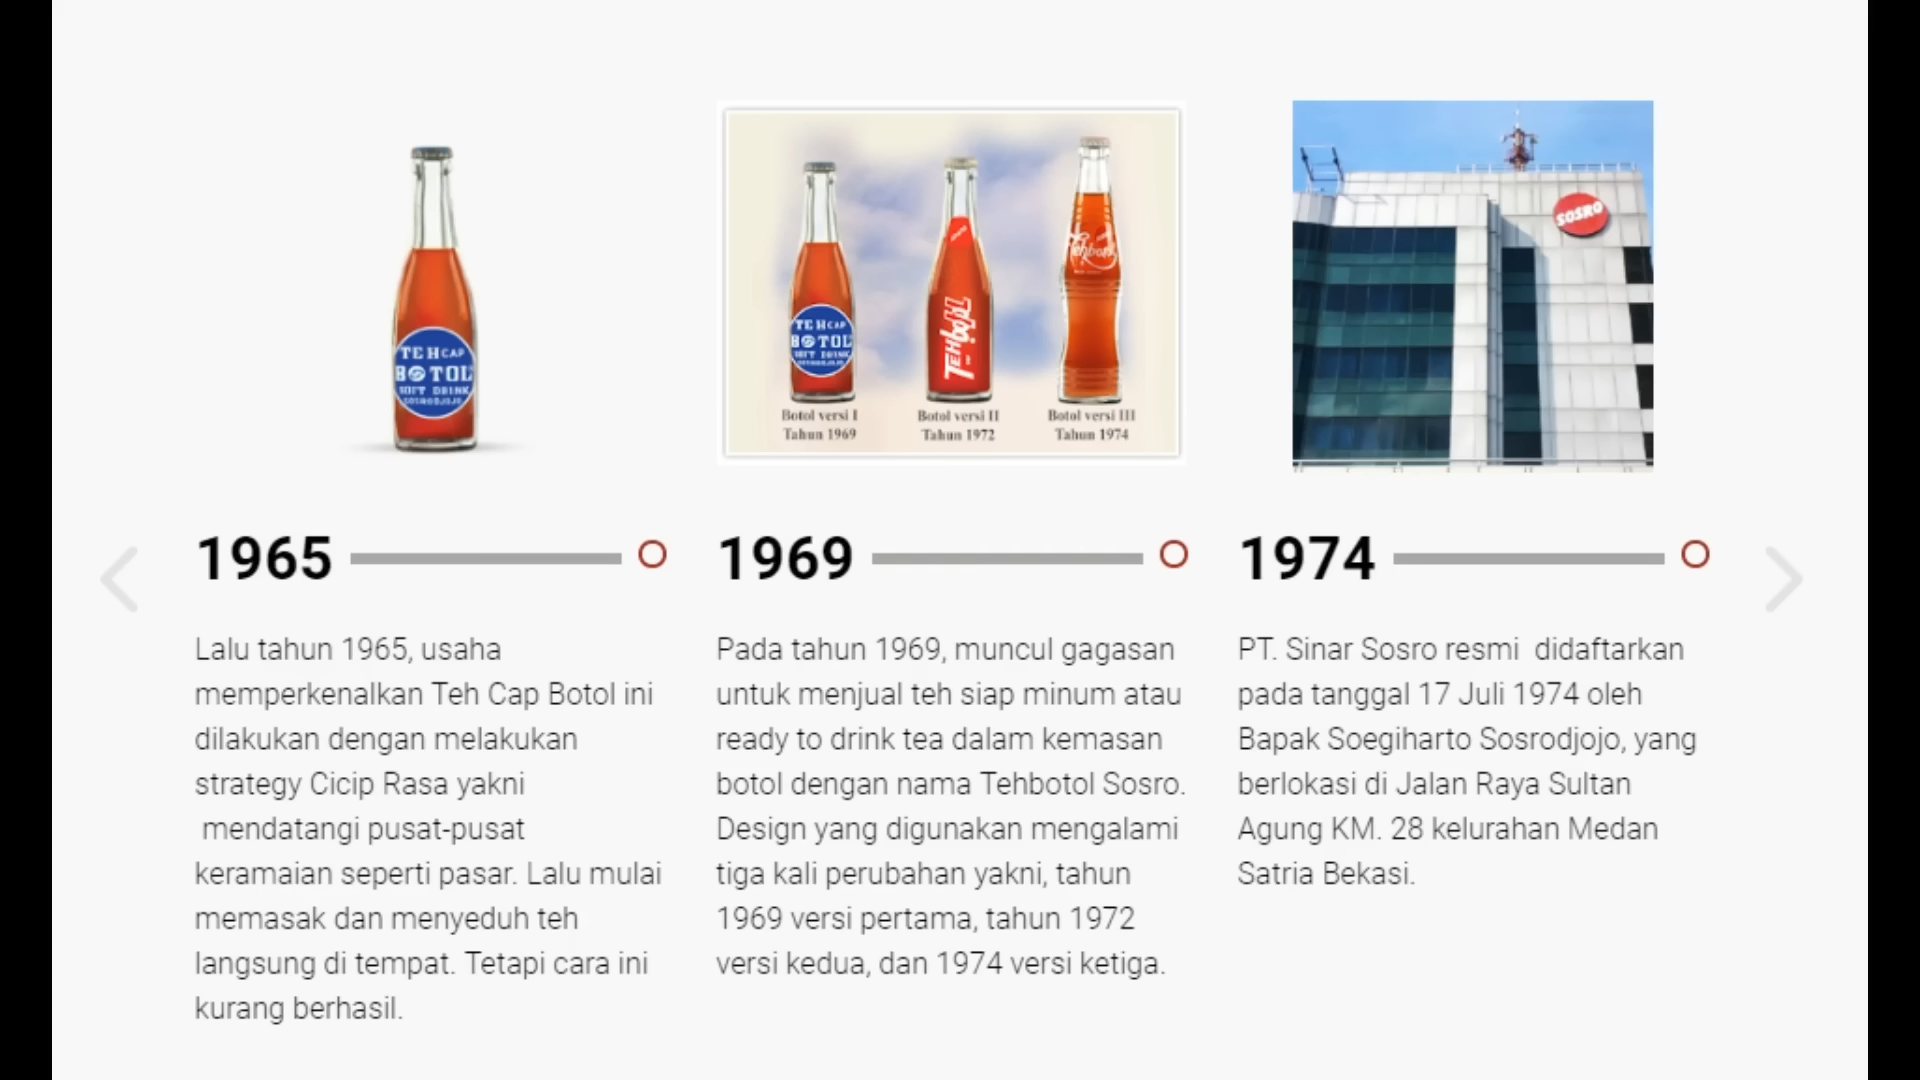 TEH CAP
BOTOL
SOFT DRINK
SOSRODJOJO
TEH CAP
BOTOL
SOFT DRINK
SOSRODJOJO
TEHbotol
Tehbotol
Botol versi I
Tahun 1969
Botol versi II
Tahun 1972
Botol versi III
Tahun 1974
SOSRO
1965
Lalu tahun 1965, usaha
memperkenalkan Teh Cap Botol ini
dilakukan dengan melakukan
strategy Cicip Rasa yakni
mendatangi pusat-pusat
keramaian seperti pasar. Lalu mulai
memasak dan menyeduh teh
langsung di tempat. Tetapi cara ini
kurang berhasil.
1969
Pada tahun 1969, muncul gagasan
untuk menjual teh siap minum atau
ready to drink tea dalam kemasan
botol dengan nama Tehbotol Sosro.
Design yang digunakan mengalami
tiga kali perubahan yakni, tahun
1969 versi pertama, tahun 1972
versi kedua, dan 1974 versi ketiga.
1974
PT. Sinar Sosro resmi didaftarkan
pada tanggal 17 Juli 1974 oleh
Bapak Soegiharto Sosrodjojo, yang
berlokasi di Jalan Raya Sultan
Agung KM. 28 kelurahan Medan
Satria Bekasi.